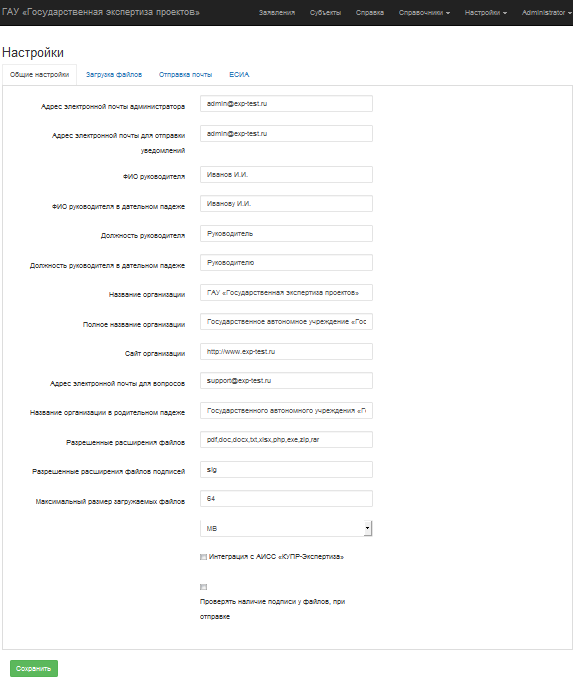 ГАУ «Государственная экспертиза проектов» Заявления Субъекты Справка Справочники Настройки Administrator
Настройки
Общие настройки Загрузка файлов Отправка почты ЕСИА
Адрес электронной почты администратора admin@exp-test.ru
Адрес электронной почты для отправки admin@exp-test.ru
уведомлений
ФИО руководителя Иванов И.И.
ФИО руководителя в дательном падеже Иванову И.И.
Должность руководителя Руководитель
Должность руководителя в дательном падеже Руководителю
Название организации ГАУ «Государственная экспертиза проектов»
Полное название организации Государственное автономное учреждение «Гос
Сайт организации http://www.exp-test.ru
Адрес электронной почты для вопросов support@exp-test.ru
Название организации в родительном падеже Государственного автономного учреждения «Го
Разрешенные расширения файлов pdf,doc,docx,txt,xlsx,php,exe,zip,rar
Разрешенные расширения файлов подписей sig
Максимальный размер загружаемых файлов 64
MB
Интеграция с АИСС «КУПР-Экспертиза»
Проверять наличие подписи у файлов, при
отправке
Сохранить